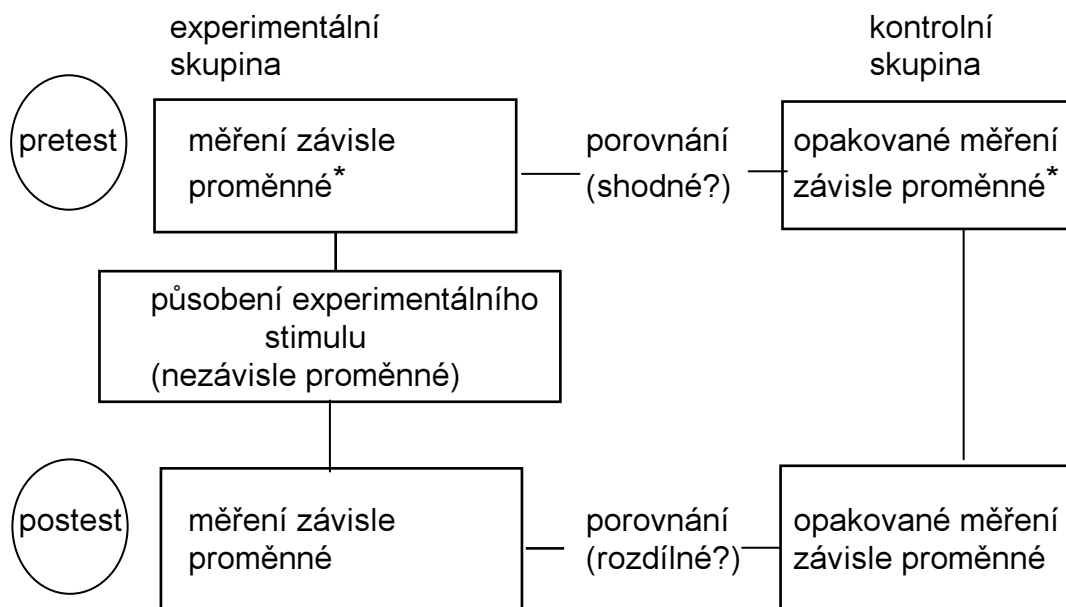 experimentální
skupina
kontrolní
skupina
pretest
měření závisle
proměnné*
porovnání
(shodné?)
opakované měření
závisle proměnné*
působení experimentálního
stimulu
(nezávisle proměnné)
postest
měření závisle
proměnné
porovnání
(rozdílné?)
opakované měření
závisle proměnné